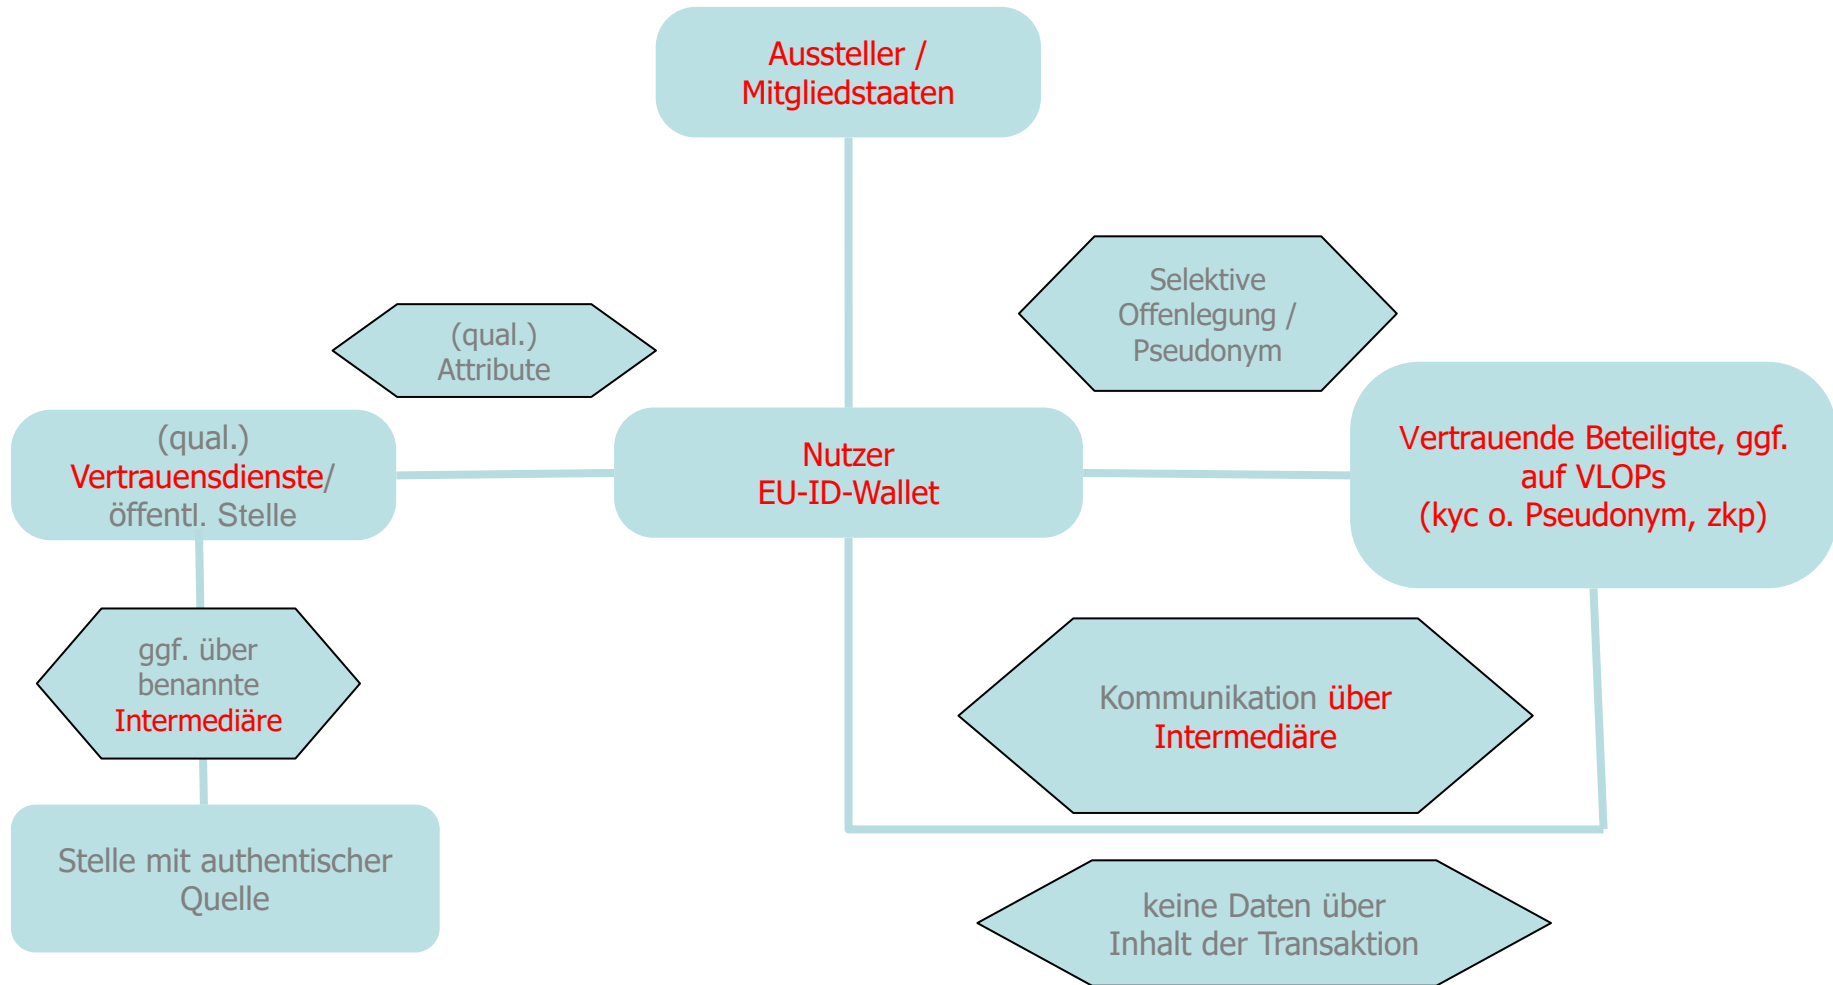 Aussteller /
Mitgliedstaaten
Selektive
Offenlegung /
Pseudonym
(qual.)
Attribute
(qual.)
Vertrauensdienste/
öffentl. Stelle
Nutzer
EU-ID-Wallet
Vertrauende Beteiligte, ggf.
auf VLOPs
(kyc o. Pseudonym, zkp)
ggf. über
benannte
Intermediäre
Kommunikation über
Intermediäre
Stelle mit authentischer
Quelle
keine Daten über
Inhalt der Transaktion